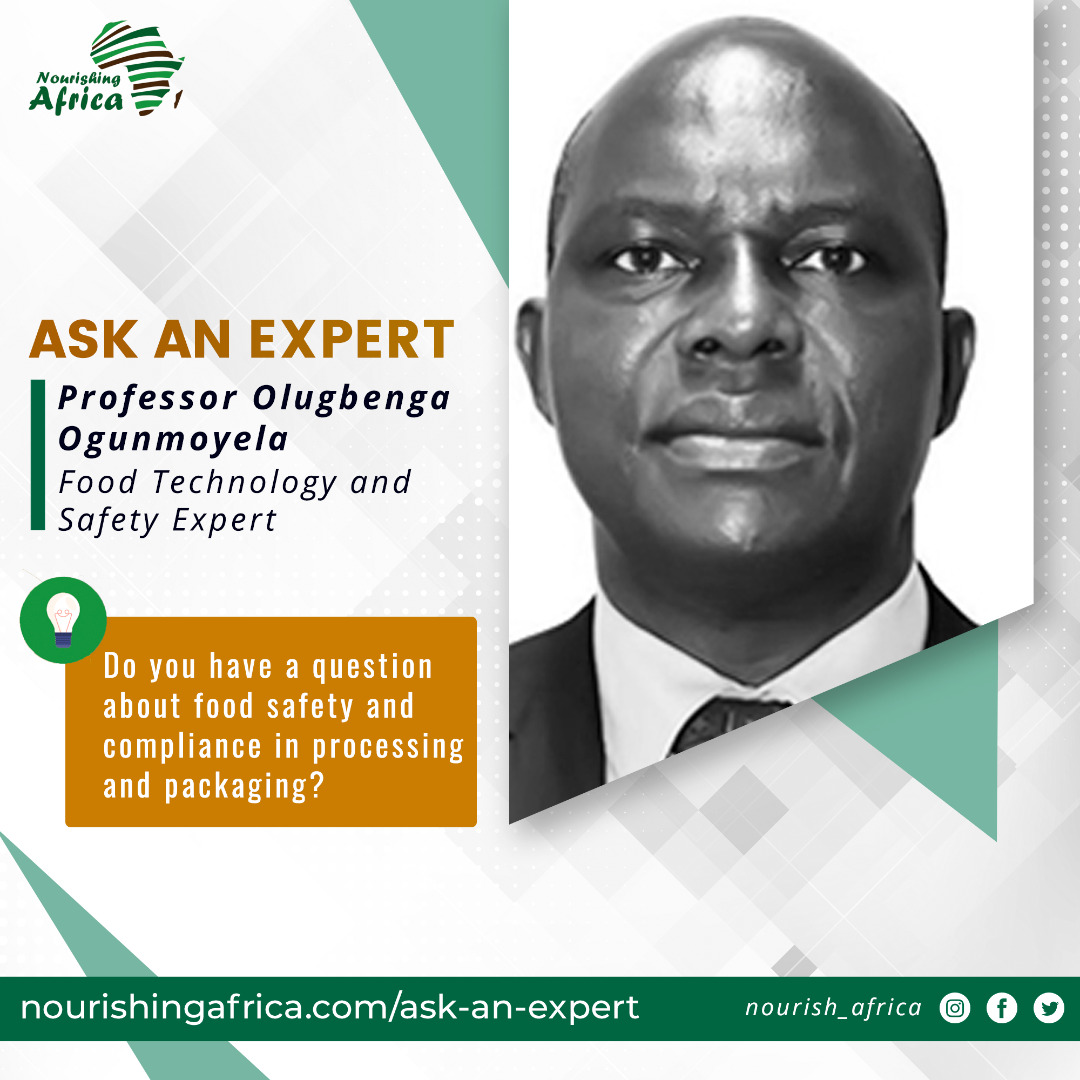 Nourishing
Africa
ASK AN EXPERT
Professor Olugbenga
Ogunmoyela
Food Technology and
Safety Expert
Do you have a question
about food safety and
compliance in processing
and packaging?
nourishingafrica.com/ask-an-expert
nourish_africa